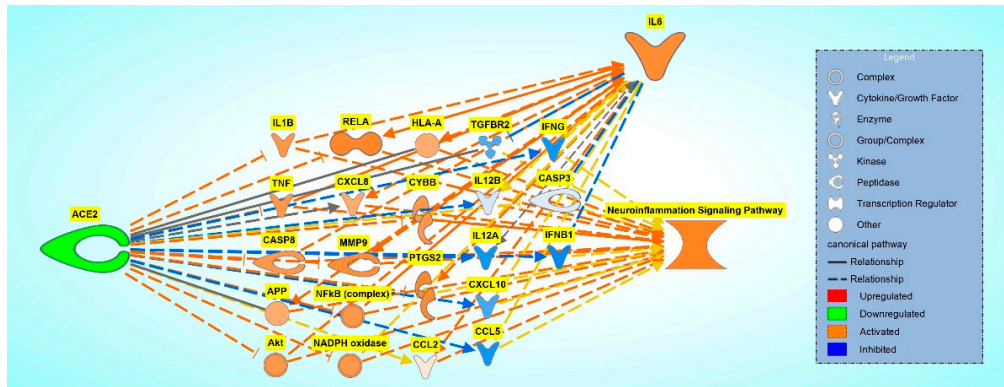 IL6
IL1B RELA HLA-A TGFBR2 IFNG
TNF CXCL8 CYBB IL12B CASP3
ACE2
Neuroinflammation Signaling Pathway
CASP8 MMP9 PTGS2 IL12A IFNB1
APP NFkB (complex) CXCL10
Akt NADPH oxidase CCL2 CCL5
Legend
Complex
Cytokine/Growth Factor
Enzyme
Group/Complex
Kinase
Peptidase
Transcription Regulator
Other
canonical pathway
Relationship
Relationship
Upregulated
Downregulated
Activated
Inhibited